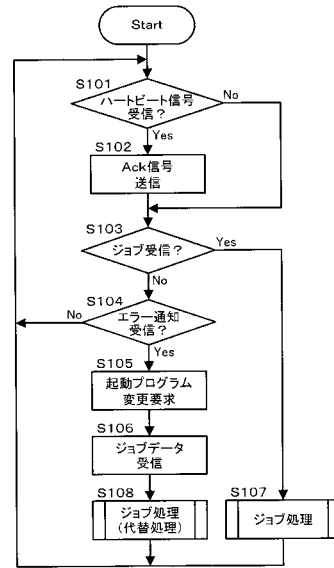 Start
S101
ハートビート信号
受信？
No
Yes
S102
Ack信号
送信
S103
ジョブ受信？
Yes
No
S104
エラー通知
受信？
No
Yes
S105
起動プログラム
変更要求
S106
ジョブデータ
受信
S108
ジョブ処理
(代替処理)
S107
ジョブ処理